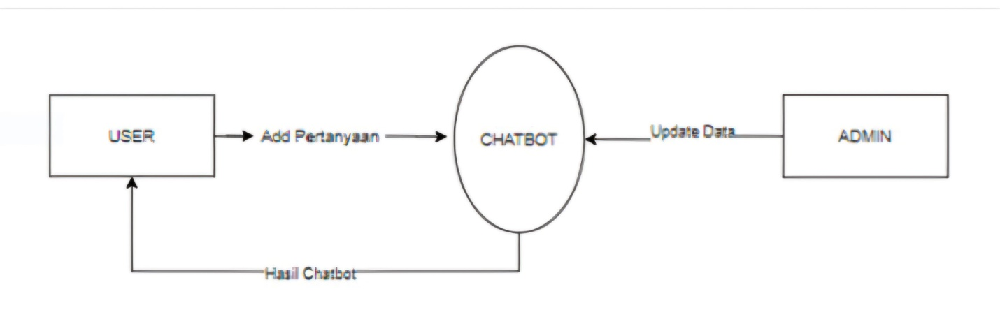 USER
Add Pertanyaan
CHATBOT
Update Data
ADMIN
Hasil Chatbot